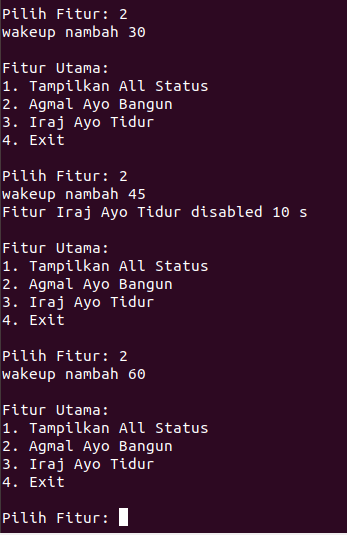 Pilih Fitur: 2
wakeup nambah 30
Fitur Utama:
1. Tampilkan All Status
2. Agmal Ayo Bangun
3. Iraj Ayo Tidur
4. Exit
Pilih Fitur: 2
wakeup nambah 45
Fitur Iraj Ayo Tidur disabled 10 s
Fitur Utama:
1. Tampilkan All Status
2. Agmal Ayo Bangun
3. Iraj Ayo Tidur
4. Exit
Pilih Fitur: 2
wakeup nambah 60
Fitur Utama:
1. Tampilkan All Status
2. Agmal Ayo Bangun
3. Iraj Ayo Tidur
4. Exit
Pilih Fitur: